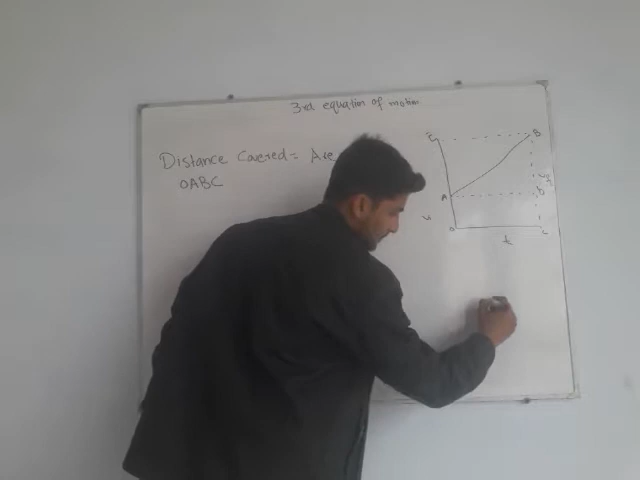 3rd equation of motion
Distance Covered = Are
OABC
C
B
A
D
O
t